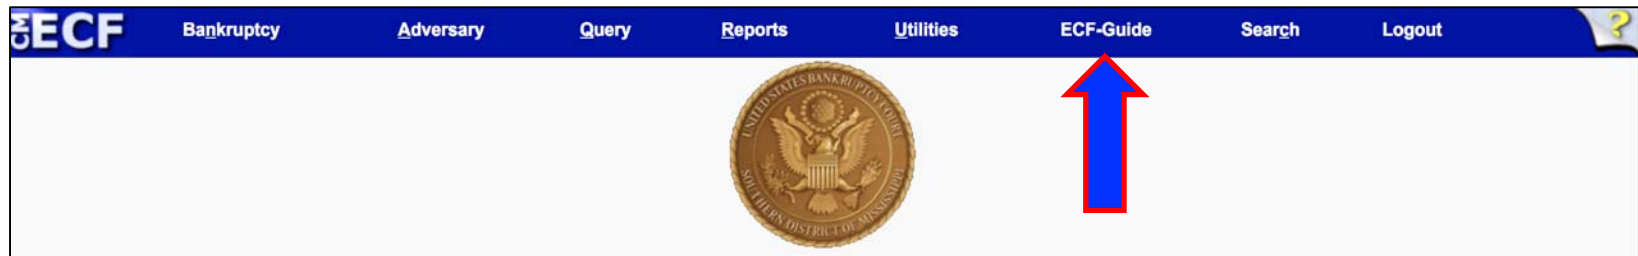 CM ECF Bankruptcy Adversary Query Reports Utilities ECF-Guide Search Logout ?
UNITED STATES BANKRUPTCY COURT
SOUTHERN DISTRICT OF MISSISSIPPI